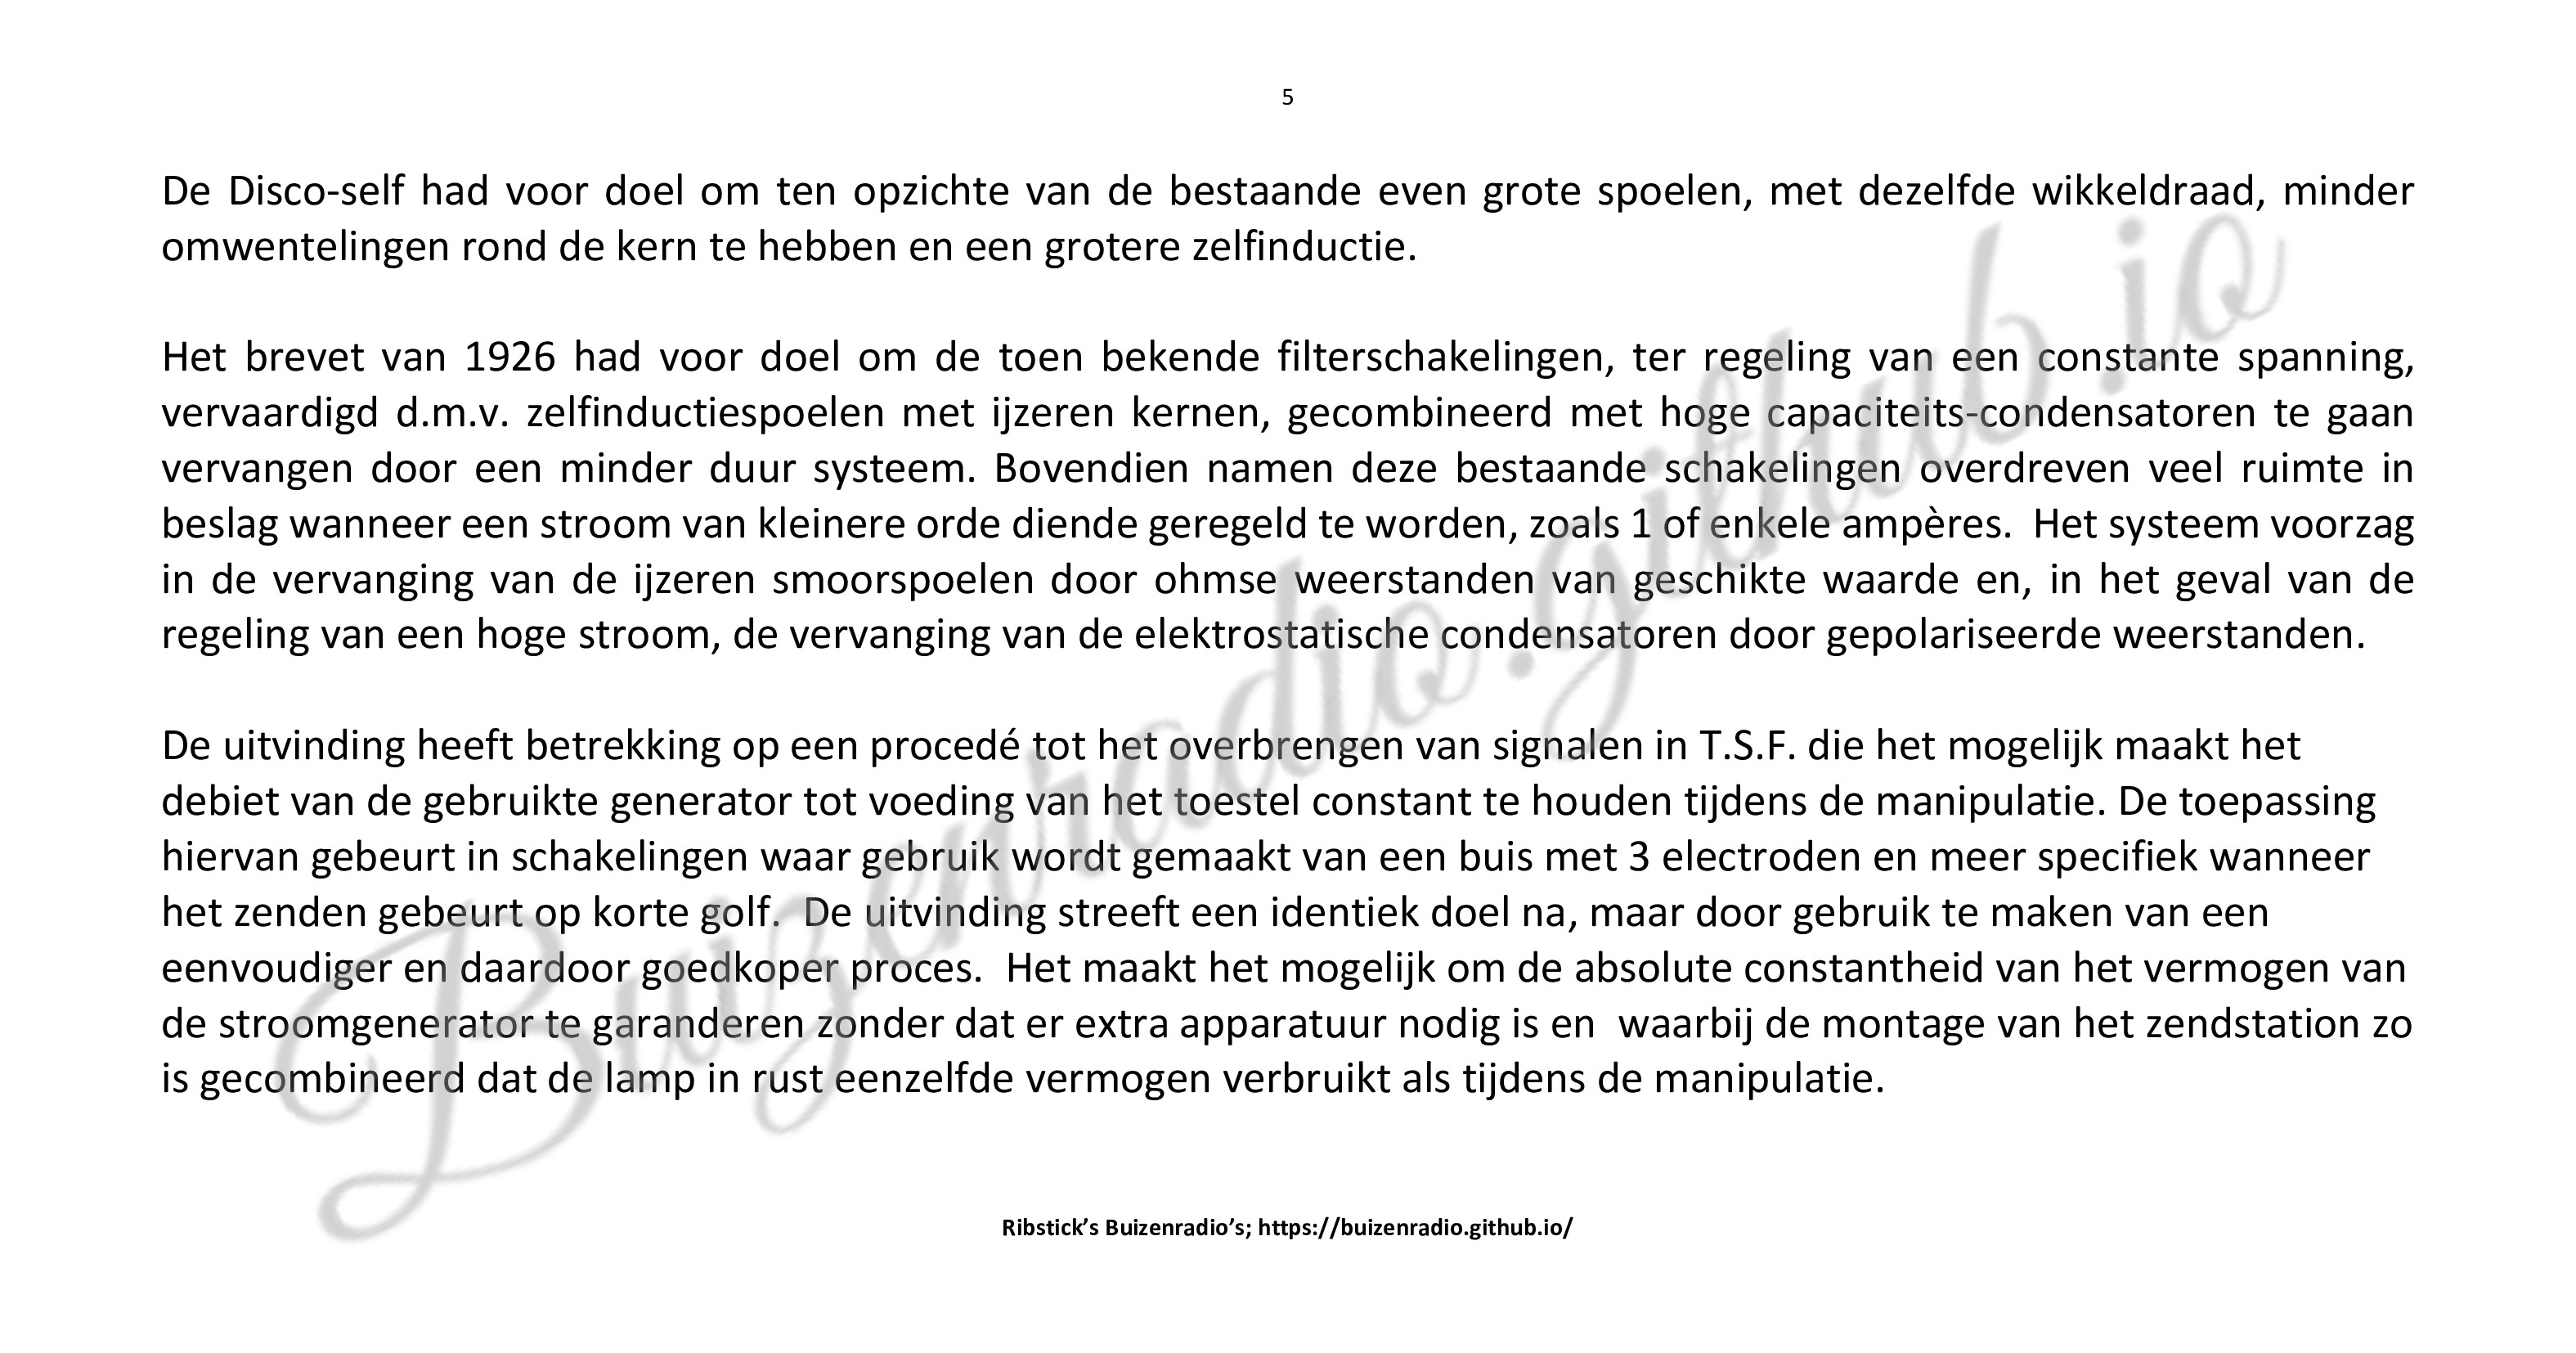 5
De Disco-self had voor doel om ten opzichte van de bestaande even grote spoelen, met dezelfde wikkeldraad, minder
omwentelingen rond de kern te hebben en een grotere zelfinductie.
Het brevet van 1926 had voor doel om de toen bekende filterschakelingen, ter regeling van een constante spanning,
vervaardigd d.m.v. zelfinductiespoelen met ijzeren kernen, gecombineerd met hoge capaciteits-condensatoren te gaan
vervangen door een minder duur systeem. Bovendien namen deze bestaande schakelingen overdreven veel ruimte in
beslag wanneer een stroom van kleinere orde diende geregeld te worden, zoals 1 of enkele ampères. Het systeem voorzag
in de vervanging van de ijzeren smoorspoelen door ohmse weerstanden van geschikte waarde en, in het geval van de
regeling van een hoge stroom, de vervanging van de elektrostatische condensatoren door gepolariseerde weerstanden.
De uitvinding heeft betrekking op een procedé tot het overbrengen van signalen in T.S.F. die het mogelijk maakt het
debiet van de gebruikte generator tot voeding van het toestel constant te houden tijdens de manipulatie. De toepassing
hiervan gebeurt in schakelingen waar gebruik wordt gemaakt van een buis met 3 electroden en meer specifiek wanneer
het zenden gebeurt op korte golf. De uitvinding streeft een identiek doel na, maar door gebruik te maken van een
eenvoudiger en daardoor goedkoper proces. Het maakt het mogelijk om de absolute constantheid van het vermogen van
de stroomgenerator te garanderen zonder dat er extra apparatuur nodig is en waarbij de montage van het zendstation zo
is gecombineerd dat de lamp in rust eenzelfde vermogen verbruikt als tijdens de manipulatie.
Buizenradio.github.io
Ribstick’s Buizenradio’s; https://buizenradio.github.io/